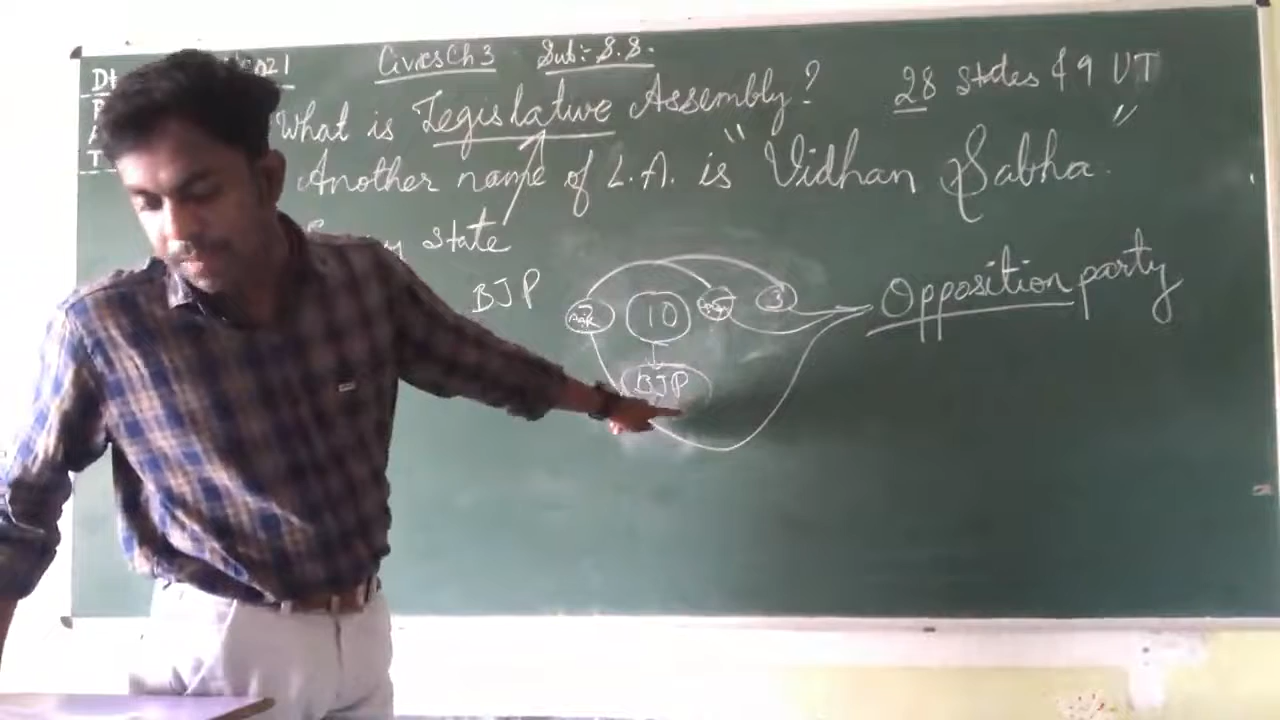 Civics Ch 3 Sub:- S.S.
What is Legislative Assembly? 28 States & 9 UT
Another name of L.A. is "Vidhan Sabha."
state
BJP
10
3
Opposition party
BJP